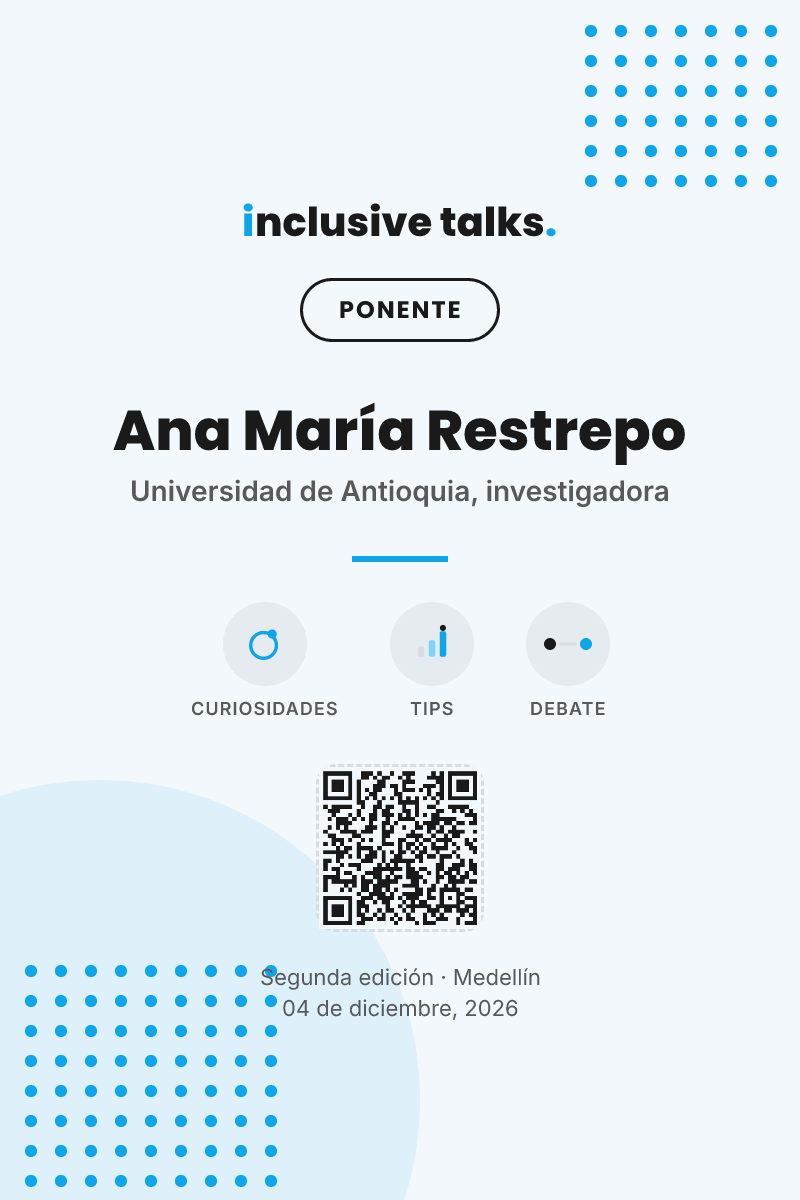 inclusive talks.
PONENTE
Ana María Restrepo
Universidad de Antioquia, investigadora
CURIOSIDADES
TIPS
DEBATE
Segunda edición · Medellín
04 de diciembre, 2026